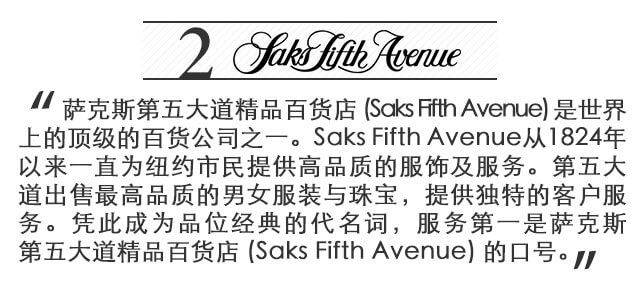 2 Saks Fifth Avenue
“ 萨克斯第五大道精品百货店 (Saks Fifth Avenue) 是世界
上的顶级的百货公司之一。Saks Fifth Avenue从1824年
以来一直为纽约市民提供高品质的服饰及服务。第五大
道出售最高品质的男女服装与珠宝，提供独特的客户服
务。凭此成为品位经典的代名词，服务第一是萨克斯
第五大道精品百货店 (Saks Fifth Avenue) 的口号。”